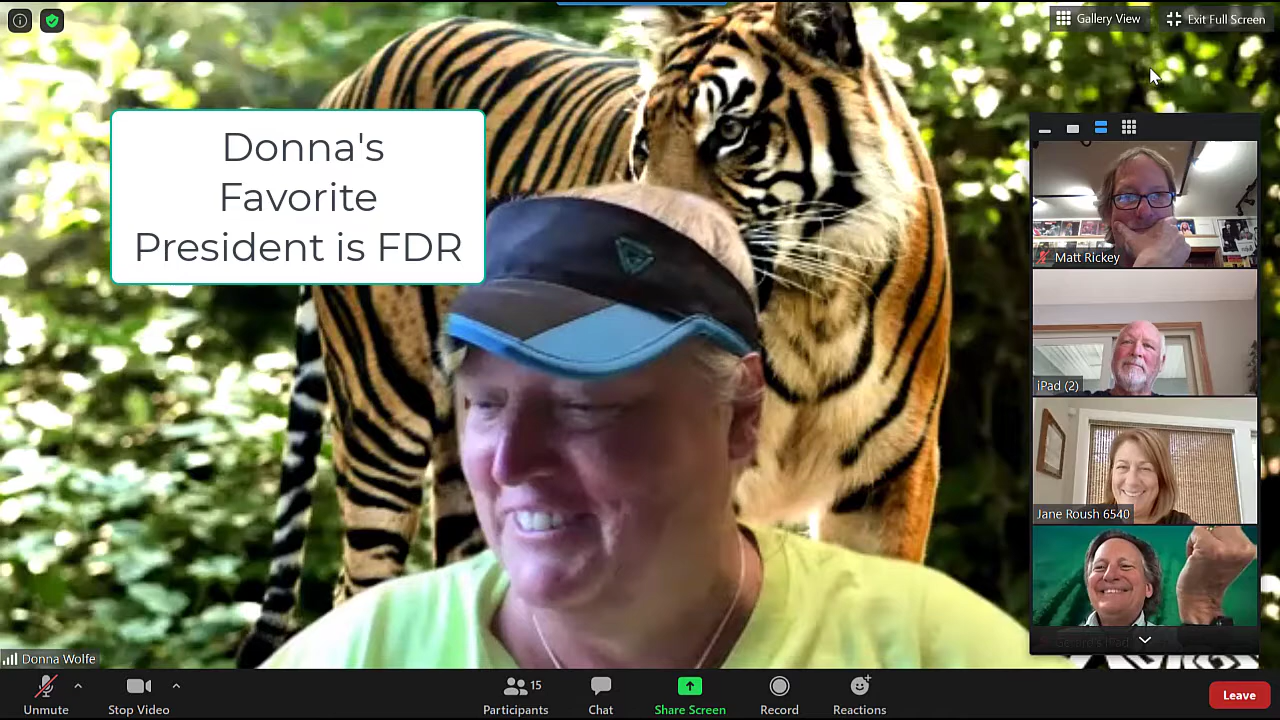 Gallery View
Exit Full Screen
Donna's
Favorite
President is FDR
Matt Rickey
iPad (2)
Jane Roush 6540
Donna Wolfe
Unmute
Stop Video
15
Participants
Chat
Share Screen
Record
Reactions
Leave